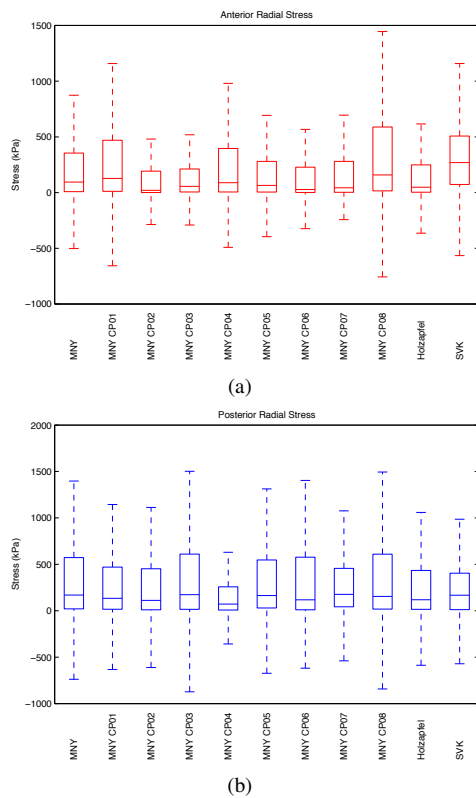 Anterior Radial Stress
1500
1000
500
0
−500
−1000
Stress (kPa)
MNY
MNY CP01
MNY CP02
MNY CP03
MNY CP04
MNY CP05
MNY CP06
MNY CP07
MNY CP08
Holzapfel
SVK
(a)
Posterior Radial Stress
2000
1500
1000
500
0
−500
−1000
Stress (kPa)
MNY
MNY CP01
MNY CP02
MNY CP03
MNY CP04
MNY CP05
MNY CP06
MNY CP07
MNY CP08
Holzapfel
SVK
(b)